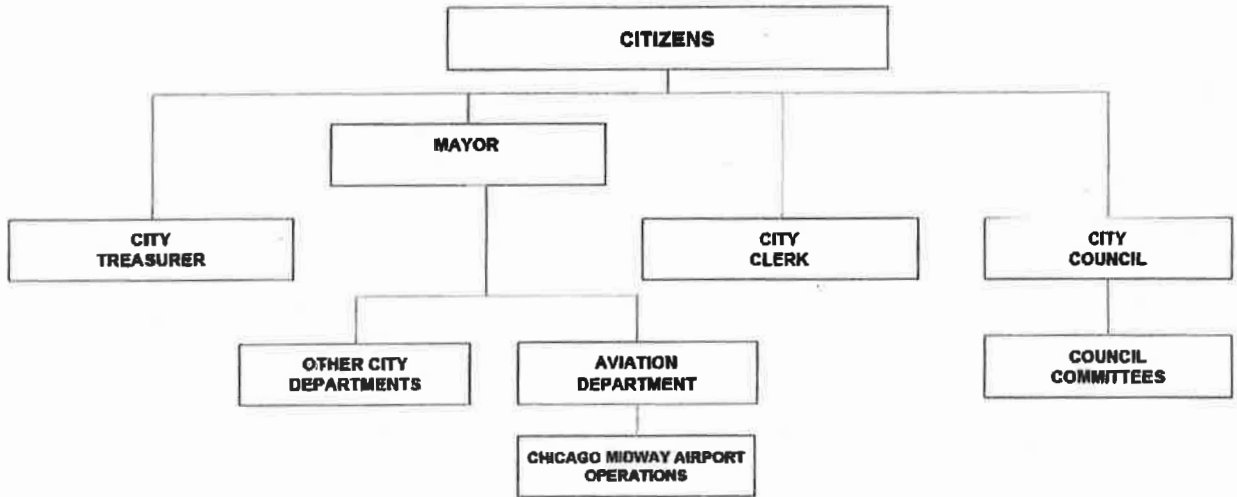 CITIZENS
MAYOR
CITY
TREASURER
CITY
CLERK
CITY
COUNCIL
OTHER CITY
DEPARTMENTS
AVIATION
DEPARTMENT
COUNCIL
COMMITTEES
CHICAGO MIDWAY AIRPORT
OPERATIONS